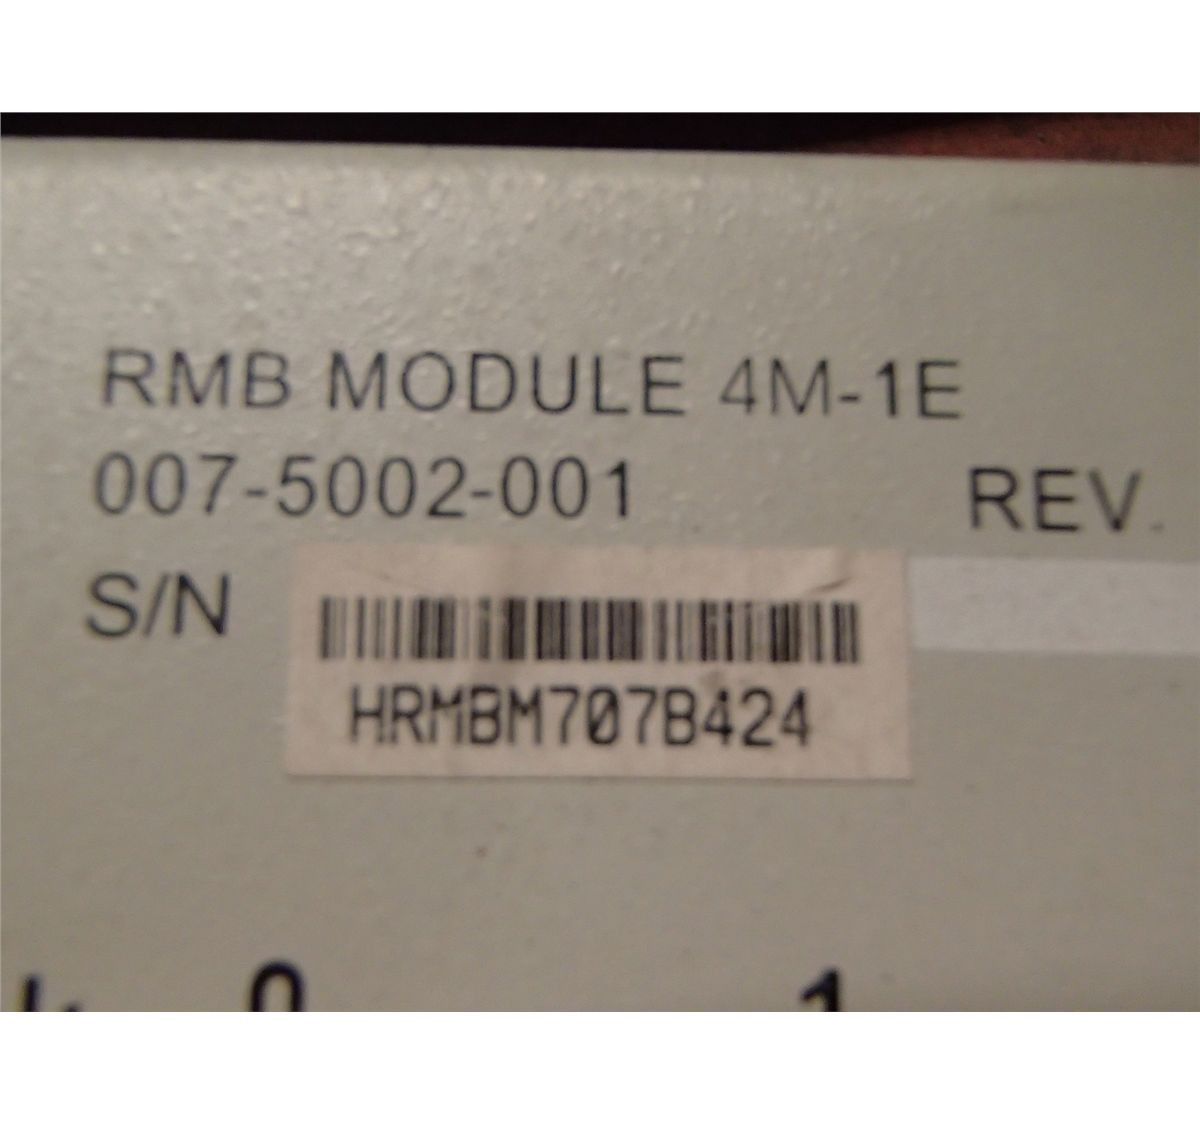 RMB MODULE 4M-1E
007-5002-001 REV.
S/N
HRMBM707B424